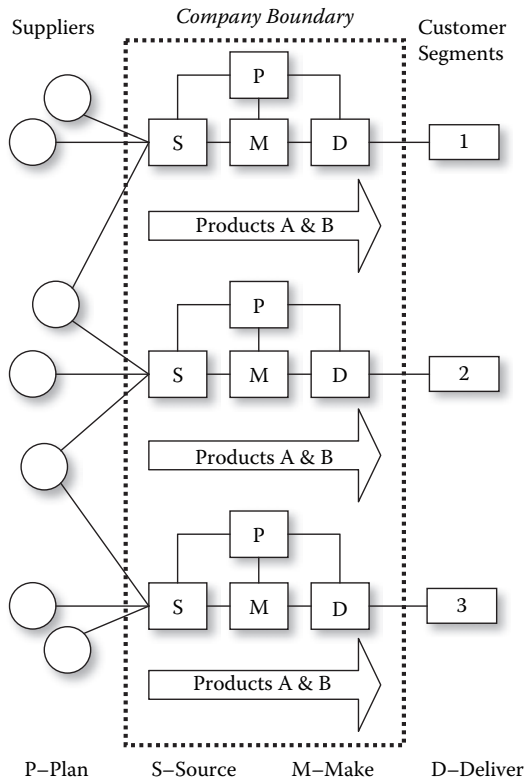 Suppliers
Company Boundary
Customer
Segments
P
S
M
D
1
Products A & B
P
S
M
D
2
Products A & B
P
S
M
D
3
Products A & B
P–Plan
S–Source
M–Make
D–Deliver